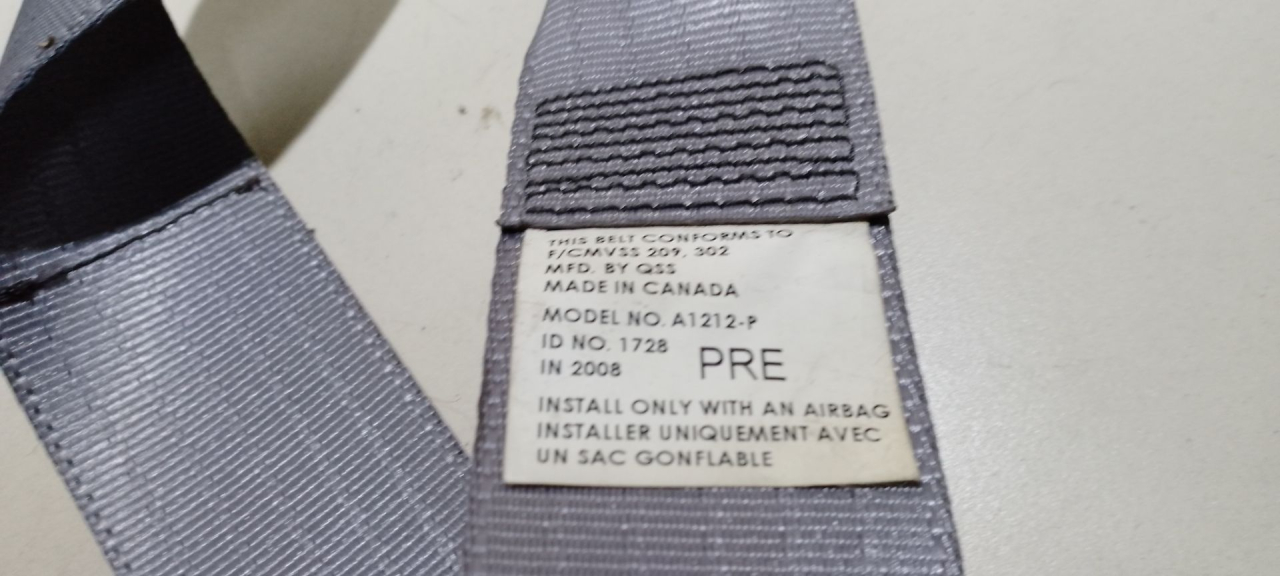 THIS BELT CONFORMS TO
F/CMVSS 209, 302
MFD. BY QSS
MADE IN CANADA
MODEL NO. A1212-P
ID NO. 1728
IN 2008 PRE
INSTALL ONLY WITH AN AIRBAG
INSTALLER UNIQUEMENT AVEC
UN SAC GONFLABLE